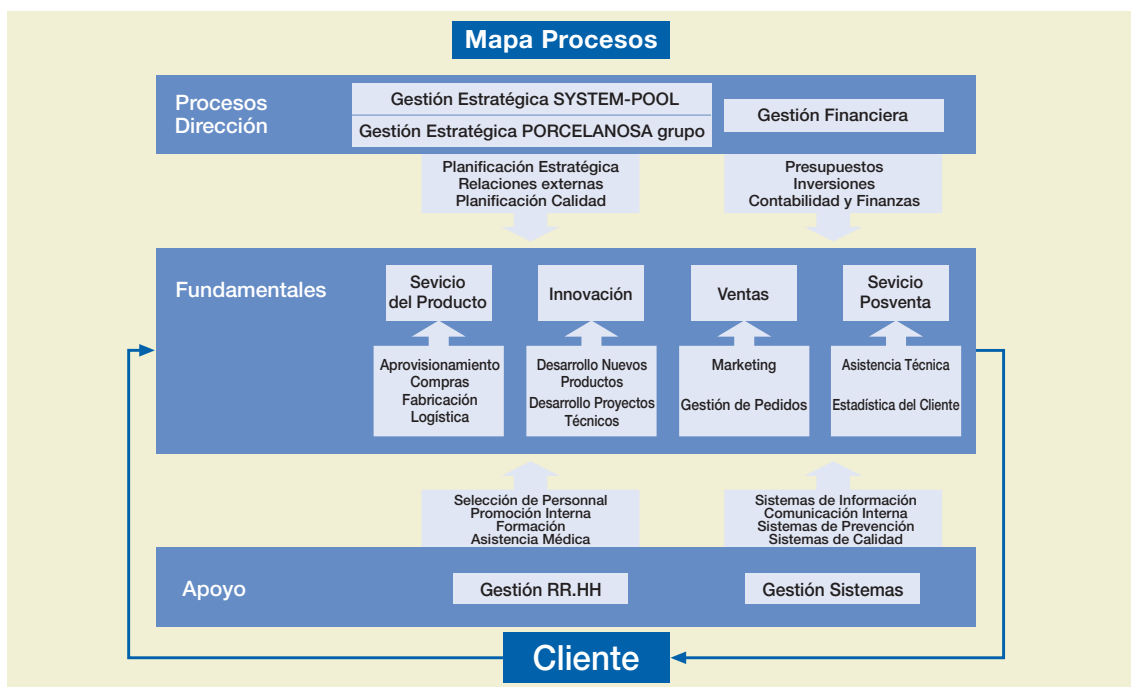 Mapa Procesos
Procesos
Dirección
Gestión Estratégica SYSTEM-POOL
Gestión Estratégica PORCELANOSA grupo
Gestión Financiera
Planificación Estratégica
Relaciones externas
Planificación Calidad
Presupuestos
Inversiones
Contabilidad y Finanzas
Fundamentales
Sevicio
del Producto
Innovación
Ventas
Sevicio
Posventa
Aprovisionamiento
Compras
Fabricación
Logística
Desarrollo Nuevos
Productos
Desarrollo Proyectos
Técnicos
Marketing
Gestión de Pedidos
Asistencia Técnica
Estadística del Cliente
Selección de Personnal
Promoción Interna
Formación
Asistencia Médica
Sistemas de Información
Comunicación Interna
Sistemas de Prevención
Sistemas de Calidad
Apoyo
Gestión RR.HH
Gestión Sistemas
Cliente